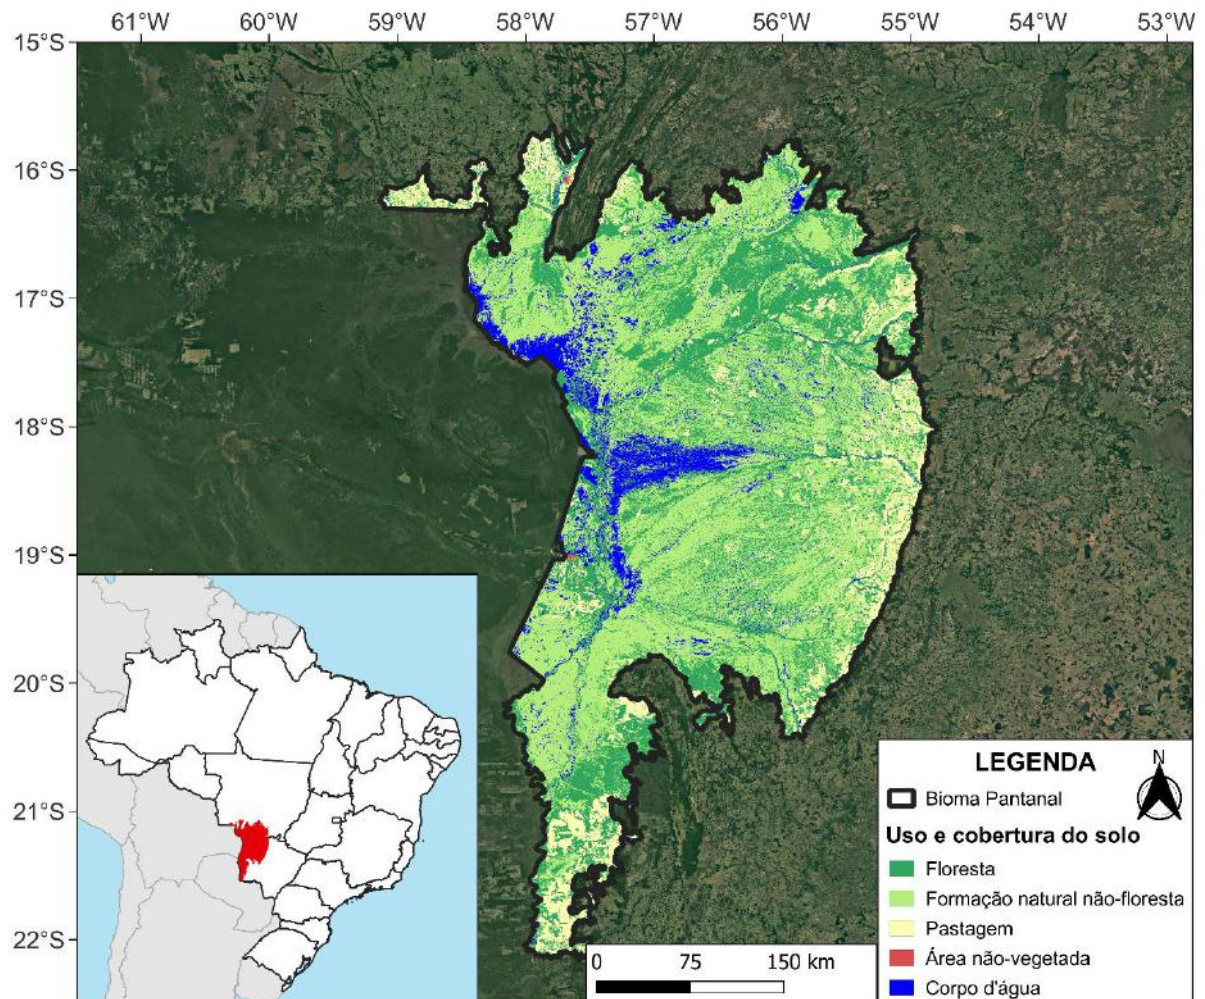 61°W 60°W 59°W 58°W 57°W 56°W 55°W 54°W 53°W
15°S
16°S
17°S
18°S
19°S
20°S
21°S
22°S
LEGENDA
N
Bioma Pantanal
Uso e cobertura do solo
Floresta
Formação natural não-floresta
Pastagem
Área não-vegetada
Corpo d'água
0 75 150 km